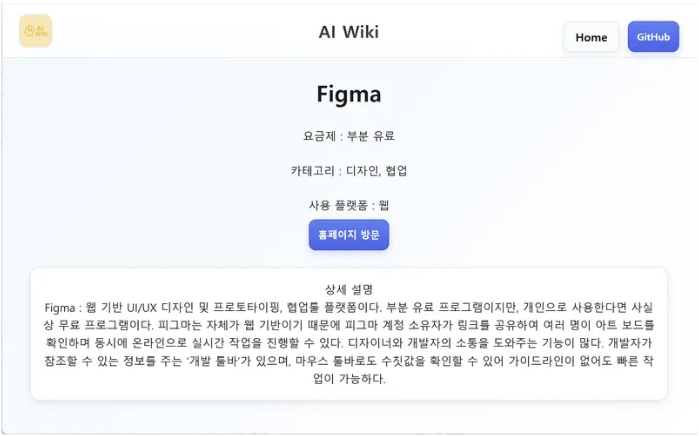 AI WIKI
AI Wiki
Home
GitHub
Figma
요금제 : 부분 유료
카테고리 : 디자인, 협업
사용 플랫폼 : 웹
홈페이지 방문
상세 설명
Figma : 웹 기반 UI/UX 디자인 및 프로토타이핑, 협업툴 플랫폼이다. 부분 유료 프로그램이지만, 개인으로 사용한다면 사실
상 무료 프로그램이다. 피그마는 자체가 웹 기반이기 때문에 피그마 계정 소유자가 링크를 공유하여 여러 명이 아트 보드를
확인하며 동시에 온라인으로 실시간 작업을 진행할 수 있다. 디자이너와 개발자의 소통을 도와주는 기능이 많다. 개발자가
참조할 수 있는 정보를 주는 '개발 툴바'가 있으며, 마우스 툴바로도 수칫값을 확인할 수 있어 가이드라인이 없어도 빠른 작
업이 가능하다.